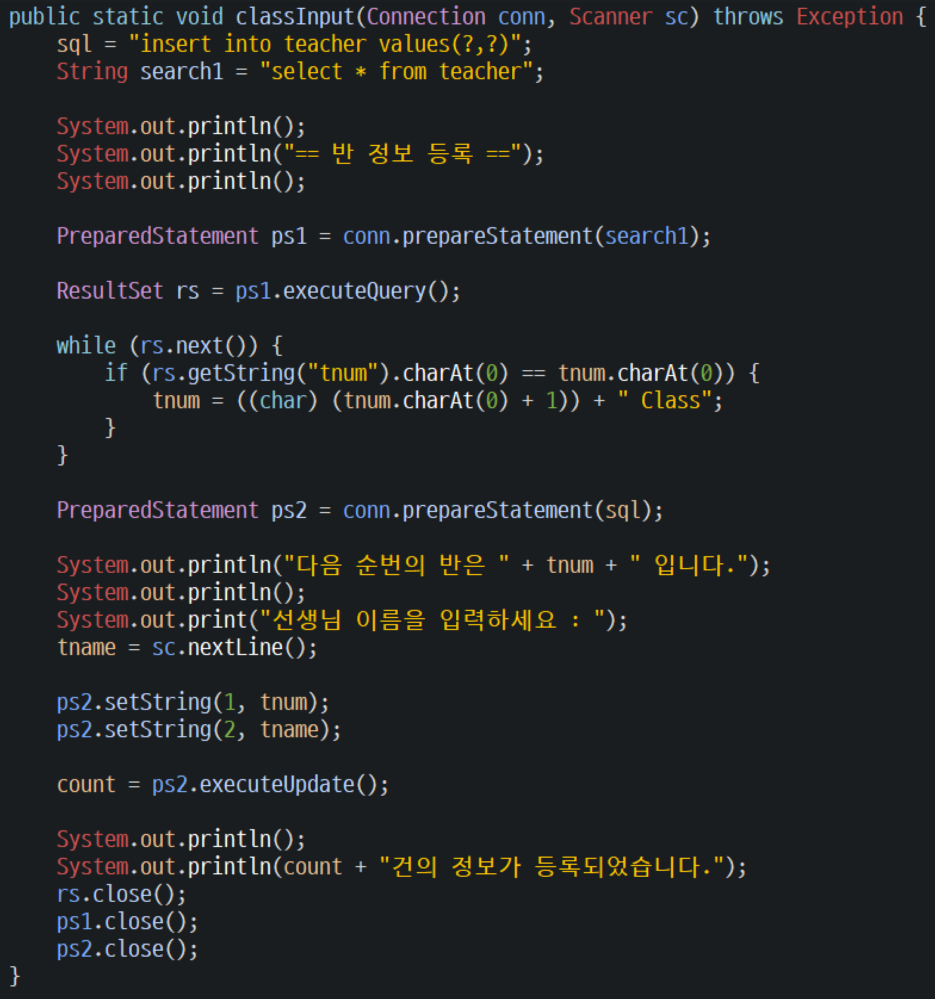 public static void classInput(Connection conn, Scanner sc) throws Exception {
    sql = "insert into teacher values(?,?)";
    String search1 = "select * from teacher";

    System.out.println();
    System.out.println("== 반 정보 등록 ==");
    System.out.println();

    PreparedStatement ps1 = conn.prepareStatement(search1);

    ResultSet rs = ps1.executeQuery();

    while (rs.next()) {
        if (rs.getString("tnum").charAt(0) == tnum.charAt(0)) {
            tnum = ((char) (tnum.charAt(0) + 1)) + " Class";
        }
    }

    PreparedStatement ps2 = conn.prepareStatement(sql);

    System.out.println("다음 순번의 반은 " + tnum + " 입니다.");
    System.out.println();
    System.out.print("선생님 이름을 입력하세요 : ");
    tname = sc.nextLine();

    ps2.setString(1, tnum);
    ps2.setString(2, tname);

    count = ps2.executeUpdate();

    System.out.println();
    System.out.println(count + "건의 정보가 등록되었습니다.");
    rs.close();
    ps1.close();
    ps2.close();
}